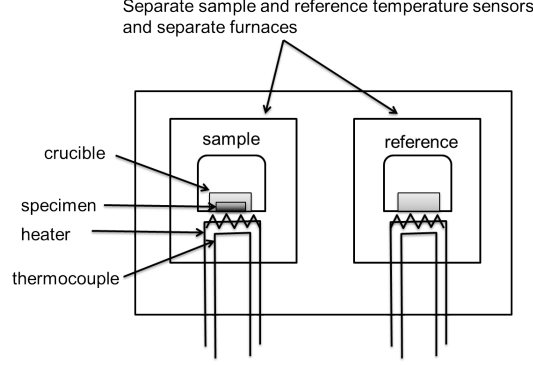 Separate sample and reference temperature sensors
and separate furnaces
sample
reference
crucible
specimen
heater
thermocouple